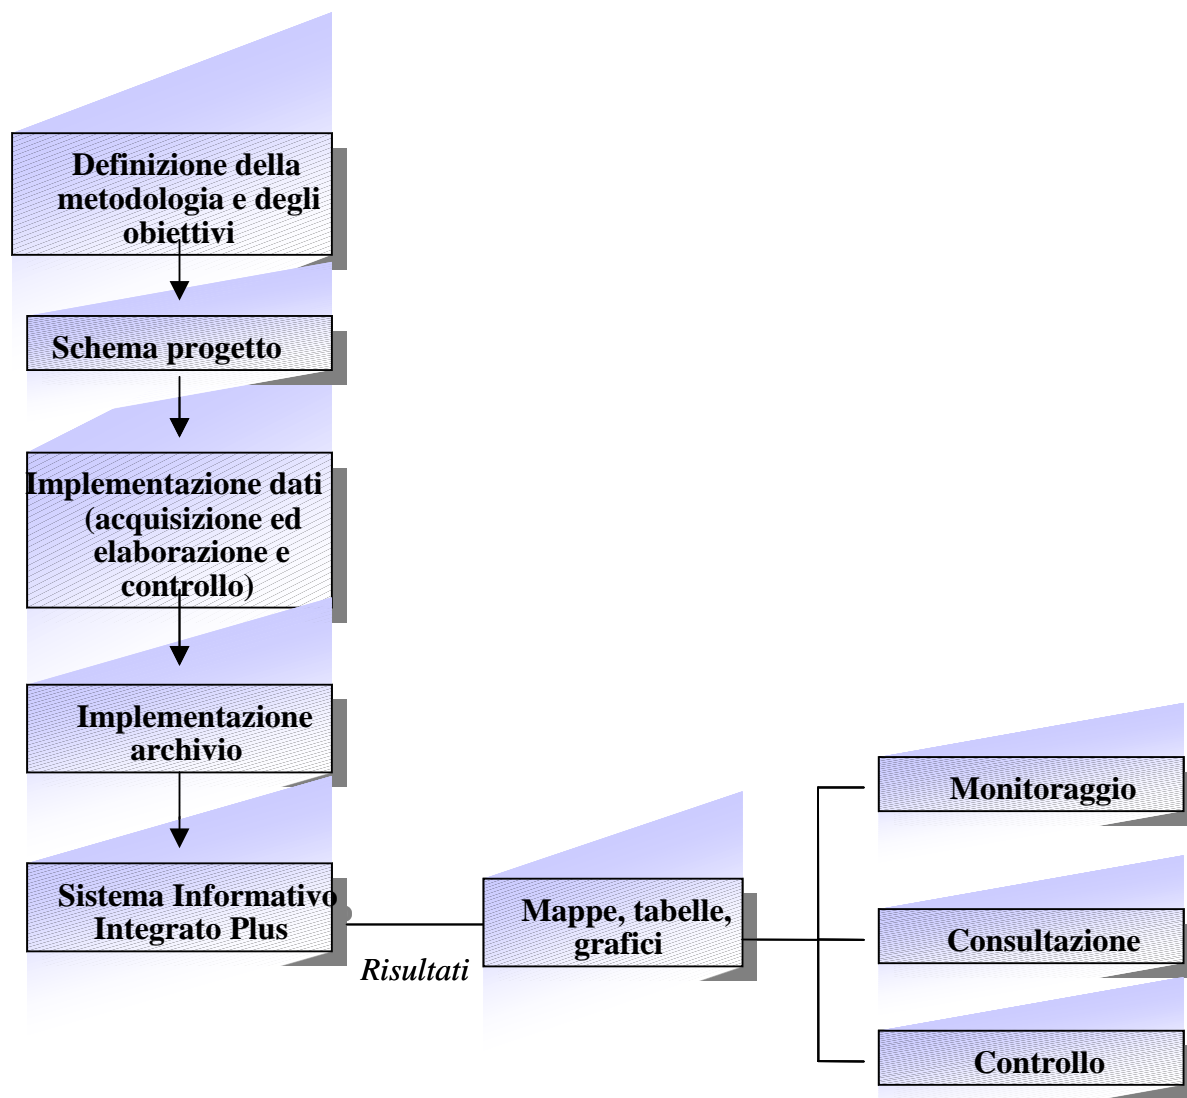 Definizione della
metodologia e degli
obiettivi
Schema progetto
Implementazione dati
(acquisizione ed
elaborazione e
controllo)
Implementazione
archivio
Sistema Informativo
Integrato Plus
Risultati
Mappe, tabelle,
grafici
Monitoraggio
Consultazione
Controllo